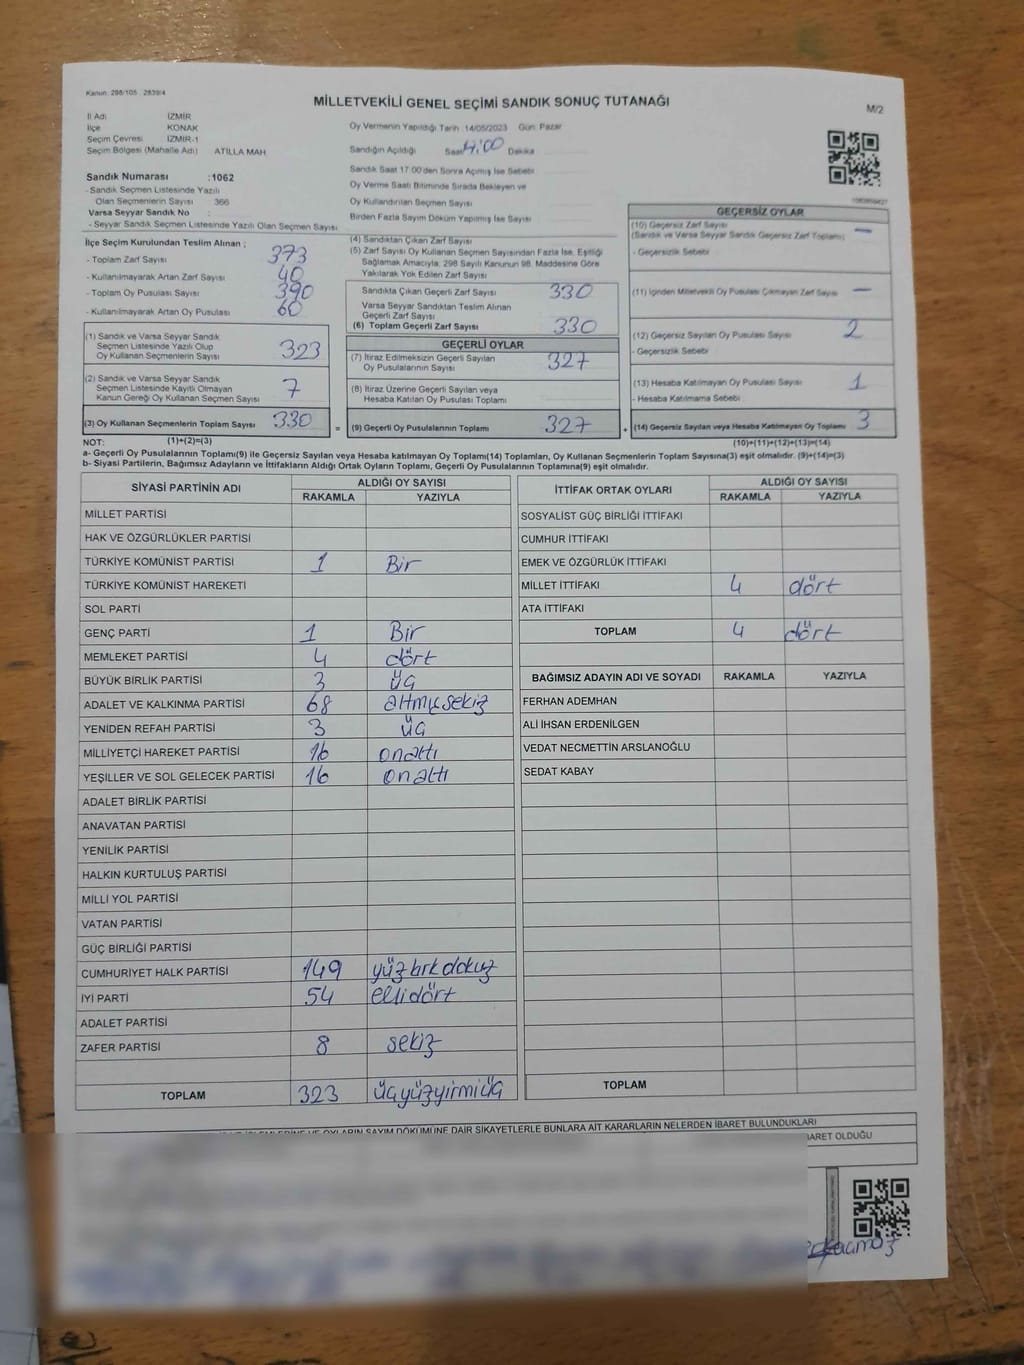 Kanun: 298/105 2839/4
MİLLETVEKİLİ GENEL SEÇİMİ SANDIK SONUÇ TUTANAĞI
M/2
İl Adı İZMİR
İlçe KONAK
Seçim Çevresi İZMİR-1
Seçim Bölgesi (Mahalle Adı) ATİLLA MAH
Oy Vermenin Yapıldığı Tarih 14/05/2023 Gün: Pazar
Sandığın Açıldığı Saat Dakika
Sandık Saat 17.00'den Sonra Açılmış İse Sebebi
Oy Verme Saati Bitiminde Sırada Bekleyen ve
Oy Kullandırılan Seçmen Sayısı
Birden Fazla Sayım Döküm Yapılmış İse Sayısı
Sandık Numarası :1062
- Sandık Seçmen Listesinde Yazılı
Olan Seçmenlerin Sayısı 366
Varsa Seyyar Sandık No :
- Seyyar Sandık Seçmen Listesinde Yazılı Olan Seçmen Sayısı
İlçe Seçim Kurulundan Teslim Alınan ;
- Toplam Zarf Sayısı 373
- Kullanılmayarak Artan Zarf Sayısı 40
- Toplam Oy Pusulası Sayısı 390
- Kullanılmayarak Artan Oy Pusulası 60
(1) Sandık ve Varsa Seyyar Sandık
Seçmen Listesinde Yazılı Olup
Oy Kullanan Seçmenlerin Sayısı 323
(2) Sandık ve Varsa Seyyar Sandık
Seçmen Listesinde Kayıtlı Olmayan
Kanun Gereği Oy Kullanan Seçmen Sayısı 7
(3) Oy Kullanan Seçmenlerin Toplam Sayısı 330
(1)+(2)=(3)
(4) Sandıktan Çıkan Zarf Sayısı
(5) Zarf Sayısı Oy Kullanan Seçmen Sayısından Fazla İse, Eşitliği
Sağlamak Amacıyla, 298 Sayılı Kanunun 98. Maddesine Göre
Yakılarak Yok Edilen Zarf Sayısı
Sandıkta Çıkan Geçerli Zarf Sayısı 330
Varsa Seyyar Sandıktan Teslim Alınan
Geçerli Zarf Sayısı
(6) Toplam Geçerli Zarf Sayısı 330
GEÇERLİ OYLAR
(7) İtiraz Edilmeksizin Geçerli Sayılan
Oy Pusulalarının Sayısı 327
(8) İtiraz Üzerine Geçerli Sayılan veya
Hesaba Katılan Oy Pusulası Toplamı
= (9) Geçerli Oy Pusulalarının Toplamı 327 +
GEÇERSİZ OYLAR
(10) Geçersiz Zarf Sayısı
(Sandık ve Varsa Seyyar Sandık Geçersiz Zarf Toplamı) —
- Geçersizlik Sebebi
(11) İçinden Milletvekili Oy Pusulası Çıkmayan Zarf Sayısı —
(12) Geçersiz Sayılan Oy Pusulası Sayısı 2
- Geçersizlik Sebebi
(13) Hesaba Katılmayan Oy Pusulası Sayısı 1
- Hesaba Katılmama Sebebi
(14) Geçersiz Sayılan veya Hesaba Katılmayan Oy Toplamı 3
(10)+(11)+(12)+(13)=(14)
NOT:
a- Geçerli Oy Pusulalarının Toplamı(9) ile Geçersiz Sayılan veya Hesaba katılmayan Oy Toplamı(14) Toplamları, Oy Kullanan Seçmenlerin Toplam Sayısına(3) eşit olmalıdır. (9)+(14)=(3)
b- Siyasi Partilerin, Bağımsız Adayların ve İttifakların Aldığı Ortak Oyların Toplamı, Geçerli Oy Pusulalarının Toplamına(9) eşit olmalıdır.
SİYASİ PARTİNİN ADI ALDIĞI OY SAYISI
RAKAMLA YAZIYLA
MİLLET PARTİSİ
HAK VE ÖZGÜRLÜKLER PARTİSİ
TÜRKİYE KOMÜNİST PARTİSİ 1 Bir
TÜRKİYE KOMÜNİST HAREKETİ
SOL PARTİ
GENÇ PARTİ 1 Bir
MEMLEKET PARTİSİ 4 dört
BÜYÜK BİRLİK PARTİSİ 3 üç
ADALET VE KALKINMA PARTİSİ 68 altmışsekiz
YENİDEN REFAH PARTİSİ 3 üç
MİLLİYETÇİ HAREKET PARTİSİ 16 onaltı
YEŞİLLER VE SOL GELECEK PARTİSİ 16 onaltı
ADALET BİRLİK PARTİSİ
ANAVATAN PARTİSİ
YENİLİK PARTİSİ
HALKIN KURTULUŞ PARTİSİ
MİLLİ YOL PARTİSİ
VATAN PARTİSİ
GÜÇ BİRLİĞİ PARTİSİ
CUMHURİYET HALK PARTİSİ 149 yüzkırkdokuz
İYİ PARTİ 54 ellidört
ADALET PARTİSİ
ZAFER PARTİSİ 8 sekiz
TOPLAM 323 üçyüzyirmiüç
İTTİFAK ORTAK OYLARI ALDIĞI OY SAYISI
RAKAMLA YAZIYLA
SOSYALİST GÜÇ BİRLİĞİ İTTİFAKI
CUMHUR İTTİFAKI
EMEK VE ÖZGÜRLÜK İTTİFAKI
MİLLET İTTİFAKI 4 dört
ATA İTTİFAKI
TOPLAM 4 dört
BAĞIMSIZ ADAYIN ADI VE SOYADI RAKAMLA YAZIYLA
FERHAN ADEMHAN
ALİ İHSAN ERDENİLGEN
VEDAT NECMETTİN ARSLANOĞLU
SEDAT KABAY
TOPLAM
OYLARIN SAYIM DÖKÜMÜNE DAİR ŞİKAYETLERLE BUNLARA AİT KARARLARIN NELERDEN İBARET BULUNDUKLARI
İBARET OLDUĞU